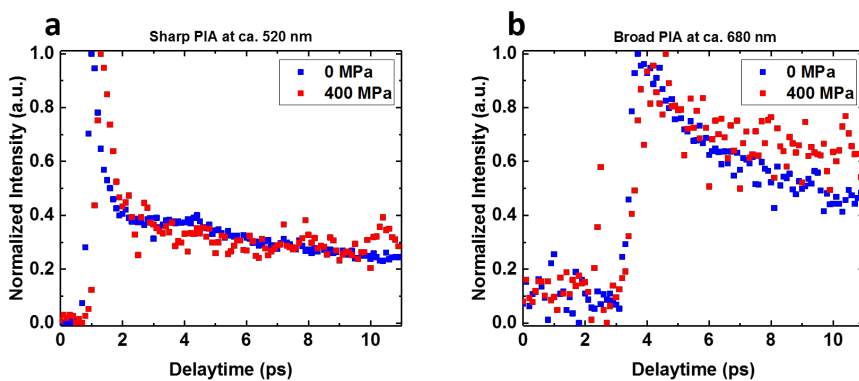 a
Sharp PIA at ca. 520 nm
1.0
0.8
0.6
0.4
0.2
0.0
0 2 4 6 8 10
Normalized Intensity (a.u.)
Delaytime (ps)
0 MPa
400 MPa
b
Broad PIA at ca. 680 nm
1.0
0.8
0.6
0.4
0.2
0.0
0 2 4 6 8 10
Normalized Intensity (a.u.)
Delaytime (ps)
0 MPa
400 MPa